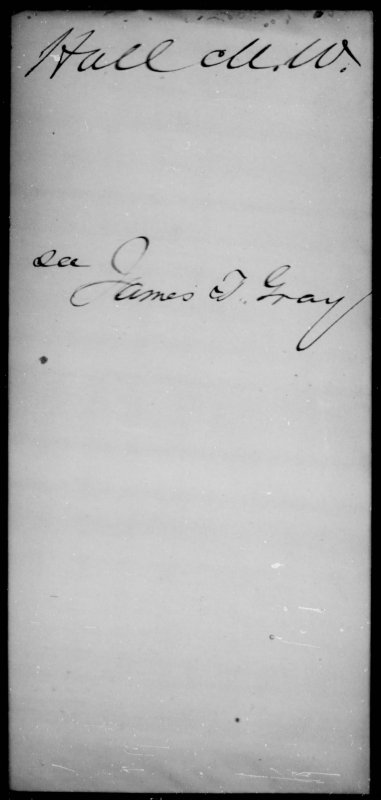 Hall M. W.
See
James T. Gray